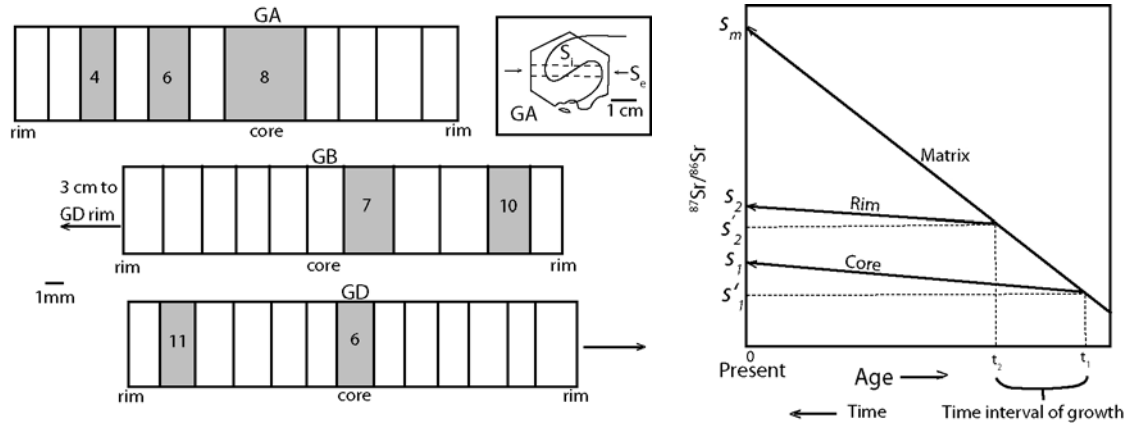 GA
4 6 8
rim core rim
S_i
S_e
GA 1 cm
GB
3 cm to
GD rim
7 10
rim core rim
1mm
GD
11 6
rim core rim
S_m
Matrix
⁸⁷Sr/⁸⁶Sr
S_2
Rim
S'_2
S_1
Core
S'_1
0 t_2 t_1
Present
Age
Time
Time interval of growth